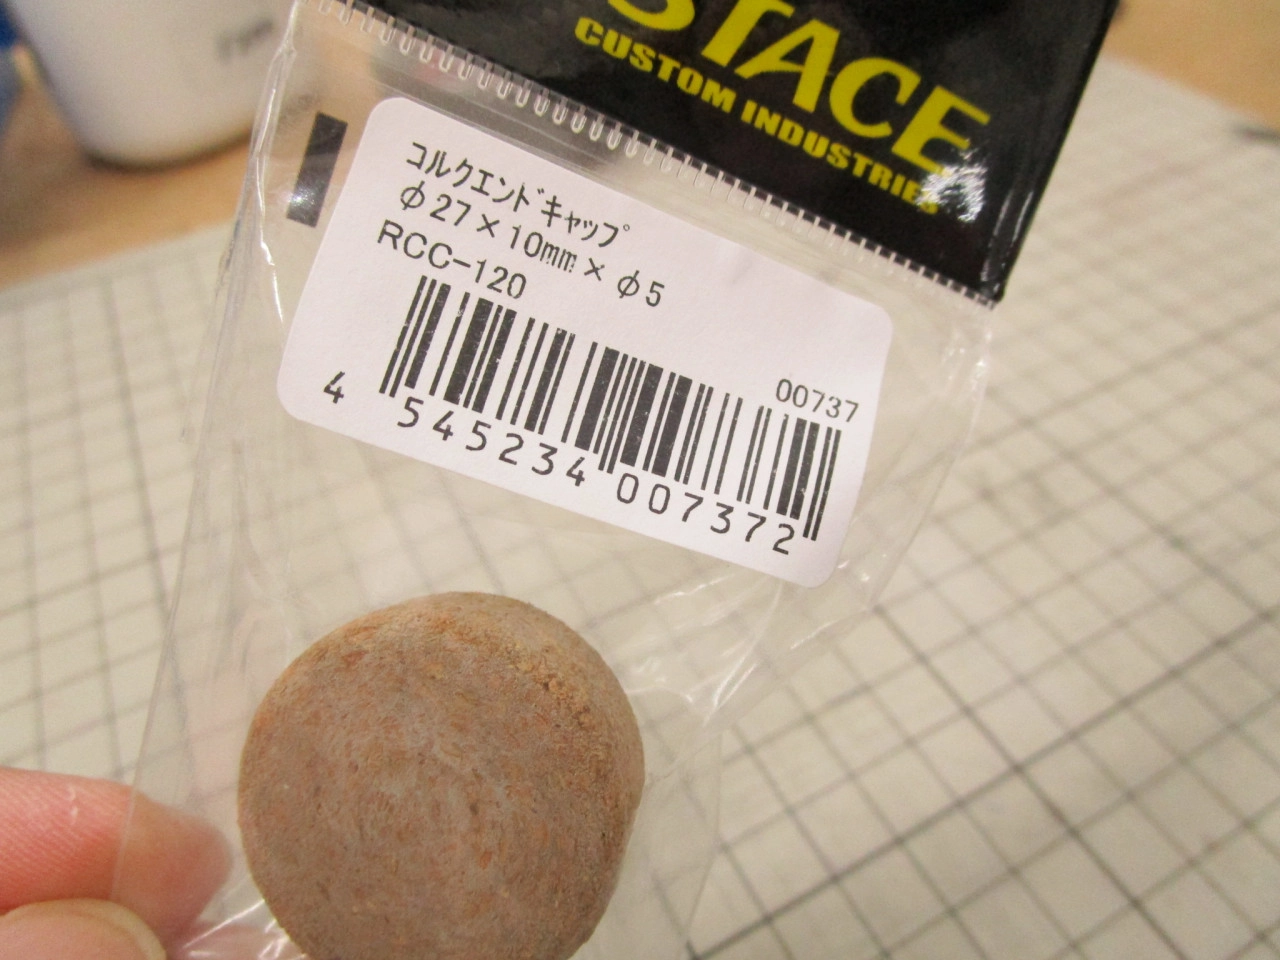 STACE
CUSTOM INDUSTRIES
コルクエンドキャップ
φ27×10mm×φ5
RCC-120
00737
4 545234 007372